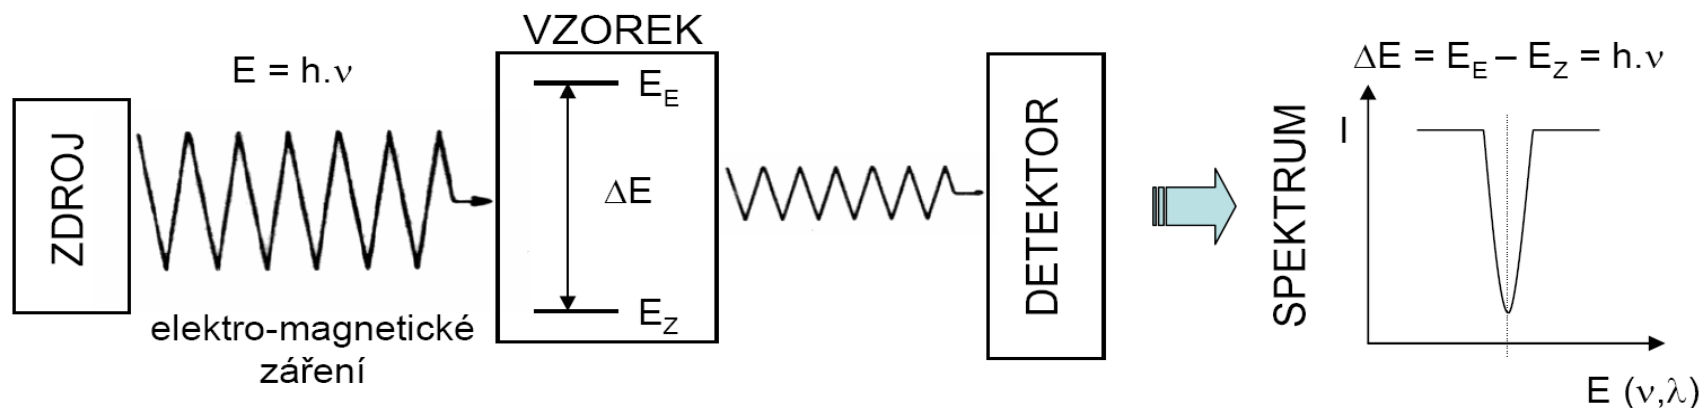 VZOREK
E = h.ν
ZDROJ
elektro-magnetické
záření
E_E
ΔE
E_Z
DETEKTOR
SPEKTRUM
ΔE = E_E – E_Z = h.ν
I
E (ν,λ)